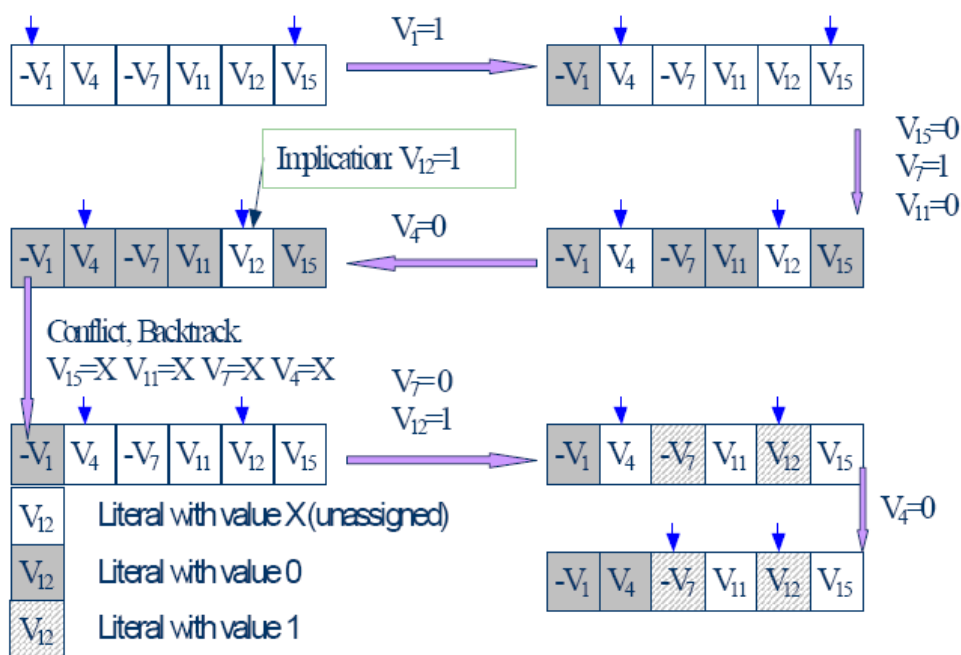 V₁=1
-V₁ V₄ -V₇ V₁₁ V₁₂ V₁₅
-V₁ V₄ -V₇ V₁₁ V₁₂ V₁₅
V₁₅=0
V₇=1
V₁₁=0
Implication: V₁₂=1
V₄=0
-V₁ V₄ -V₇ V₁₁ V₁₂ V₁₅
-V₁ V₄ -V₇ V₁₁ V₁₂ V₁₅
Conflict, Backtrack.
V₁₅=X V₁₁=X V₇=X V₄=X
V₇=0
V₁₂=1
-V₁ V₄ -V₇ V₁₁ V₁₂ V₁₅
-V₁ V₄ -V₇ V₁₁ V₁₂ V₁₅
V₄=0
V₁₂ Literal with value X (unassigned)
V₁₂ Literal with value 0
-V₁ V₄ -V₇ V₁₁ V₁₂ V₁₅
V₁₂ Literal with value 1